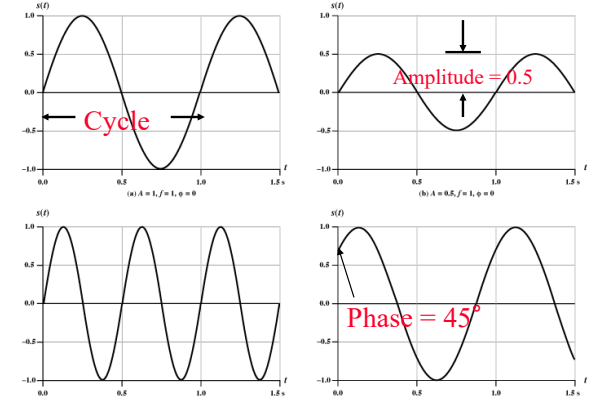 s(t)
1.0
0.5
0.0
−0.5
−1.0
0.0 0.5 1.0 1.5 s
t
Cycle
(a) A = 1, f = 1, φ = 0
s(t)
1.0
0.5
0.0
−0.5
−1.0
0.0 0.5 1.0 1.5 s
t
Amplitude = 0.5
(b) A = 0.5, f = 1, φ = 0
s(t)
1.0
0.5
0.0
−0.5
−1.0
0.0 0.5 1.0 1.5 s
t
s(t)
1.0
0.5
0.0
−0.5
−1.0
0.0 0.5 1.0 1.5 s
t
Phase = 45°